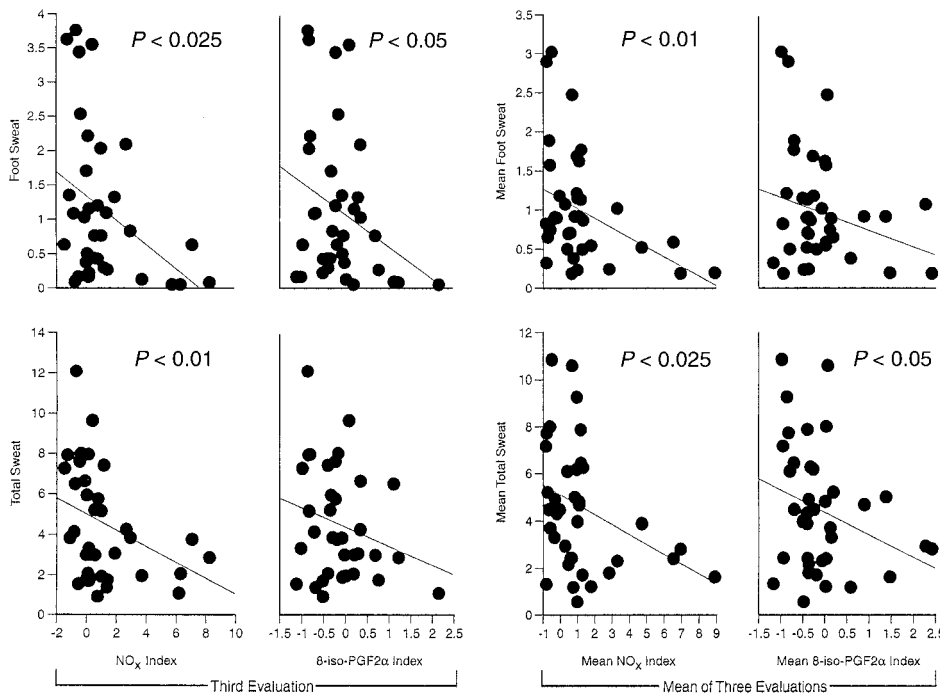 Foot Sweat
4
3.5
3
2.5
2
1.5
1
0.5
0
P < 0.025
P < 0.05
Mean Foot Sweat
3.5
3
2.5
2
1.5
1
0.5
0
P < 0.01
Total Sweat
14
12
10
8
6
4
2
0
P < 0.01
Mean Total Sweat
12
10
8
6
4
2
0
P < 0.025
P < 0.05
-2 0 2 4 6 8 10
-1.5 -1 -0.5 0 0.5 1 1.5 2 2.5
-1 0 1 2 3 4 5 6 7 8 9
-1.5 -1 -0.5 0 0.5 1 1.5 2 2.5
NOx Index
8-iso-PGF2α Index
Mean NOx Index
Mean 8-iso-PGF2α Index
Third Evaluation
Mean of Three Evaluations